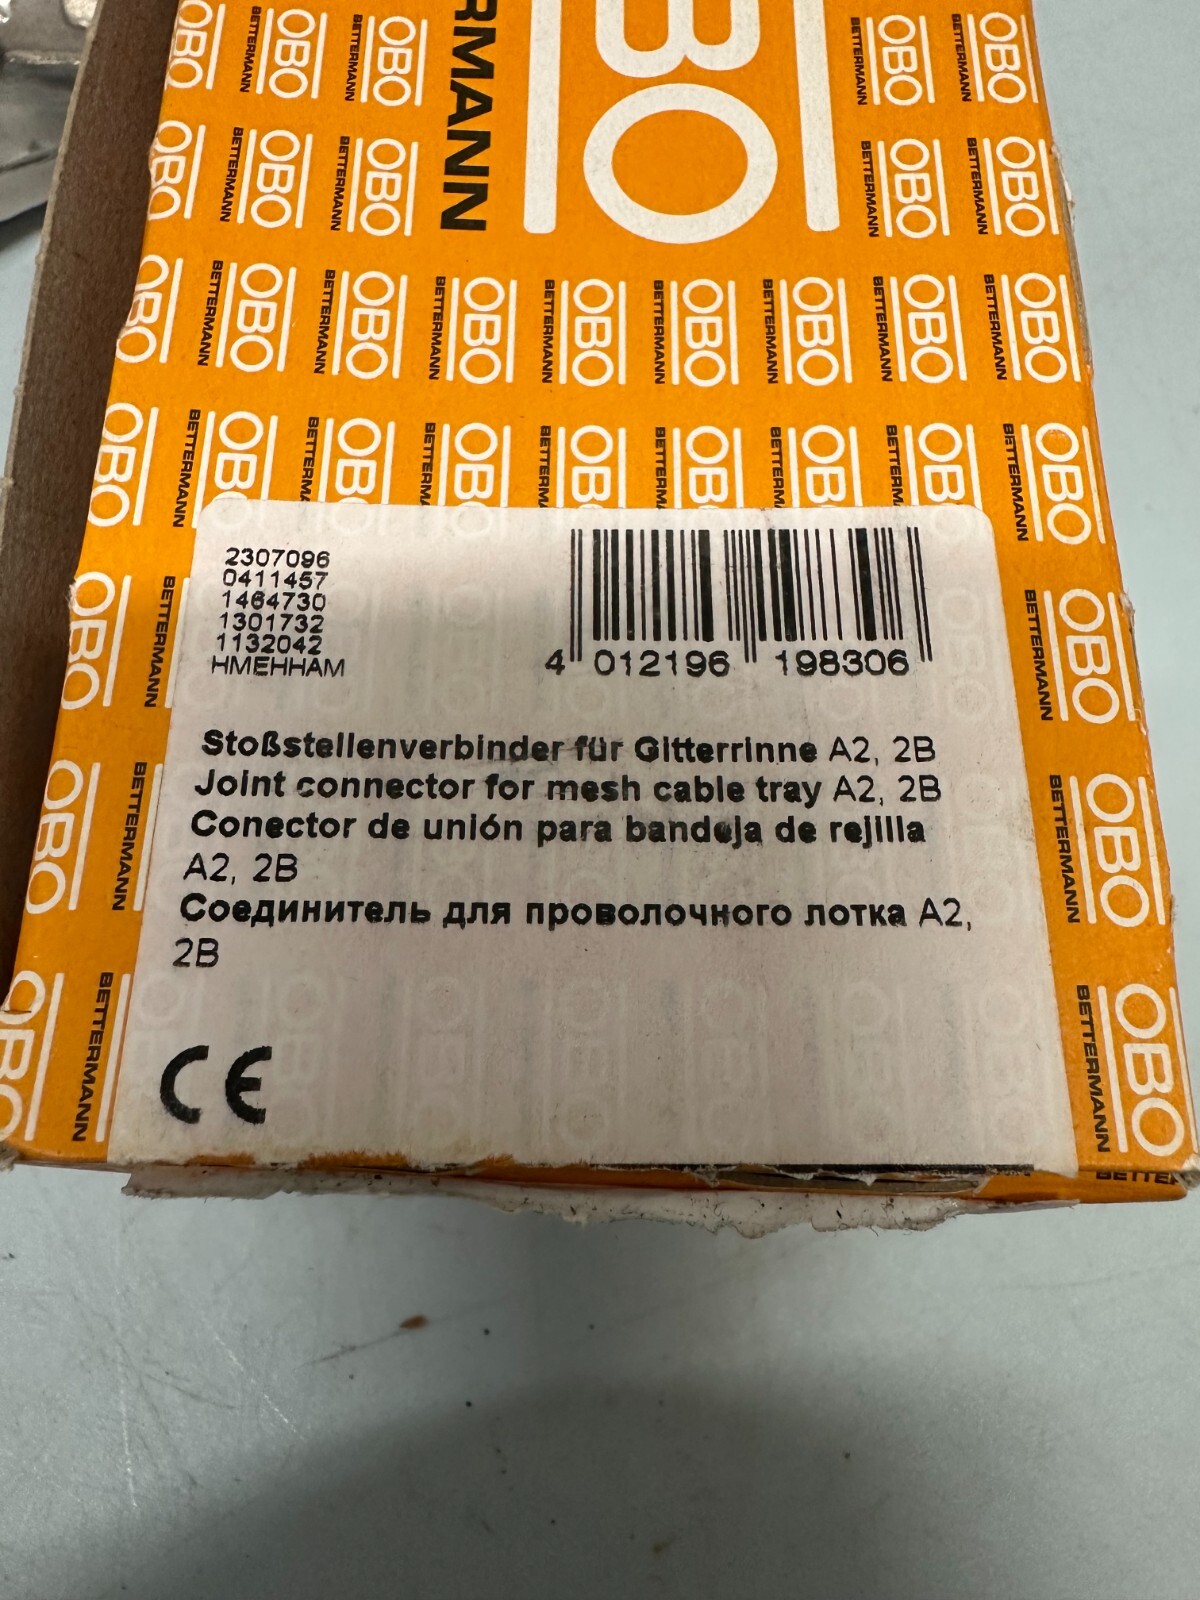 BETTERMANN
OBO
2307096
0411457
1464730
1301732
1132042
HMEHHAM
4 012196 198306
Stoßstellenverbinder für Gitterrinne A2, 2B
Joint connector for mesh cable tray A2, 2B
Conector de unión para bandeja de rejilla
A2, 2B
Соединитель для проволочного лотка A2,
2B
CE